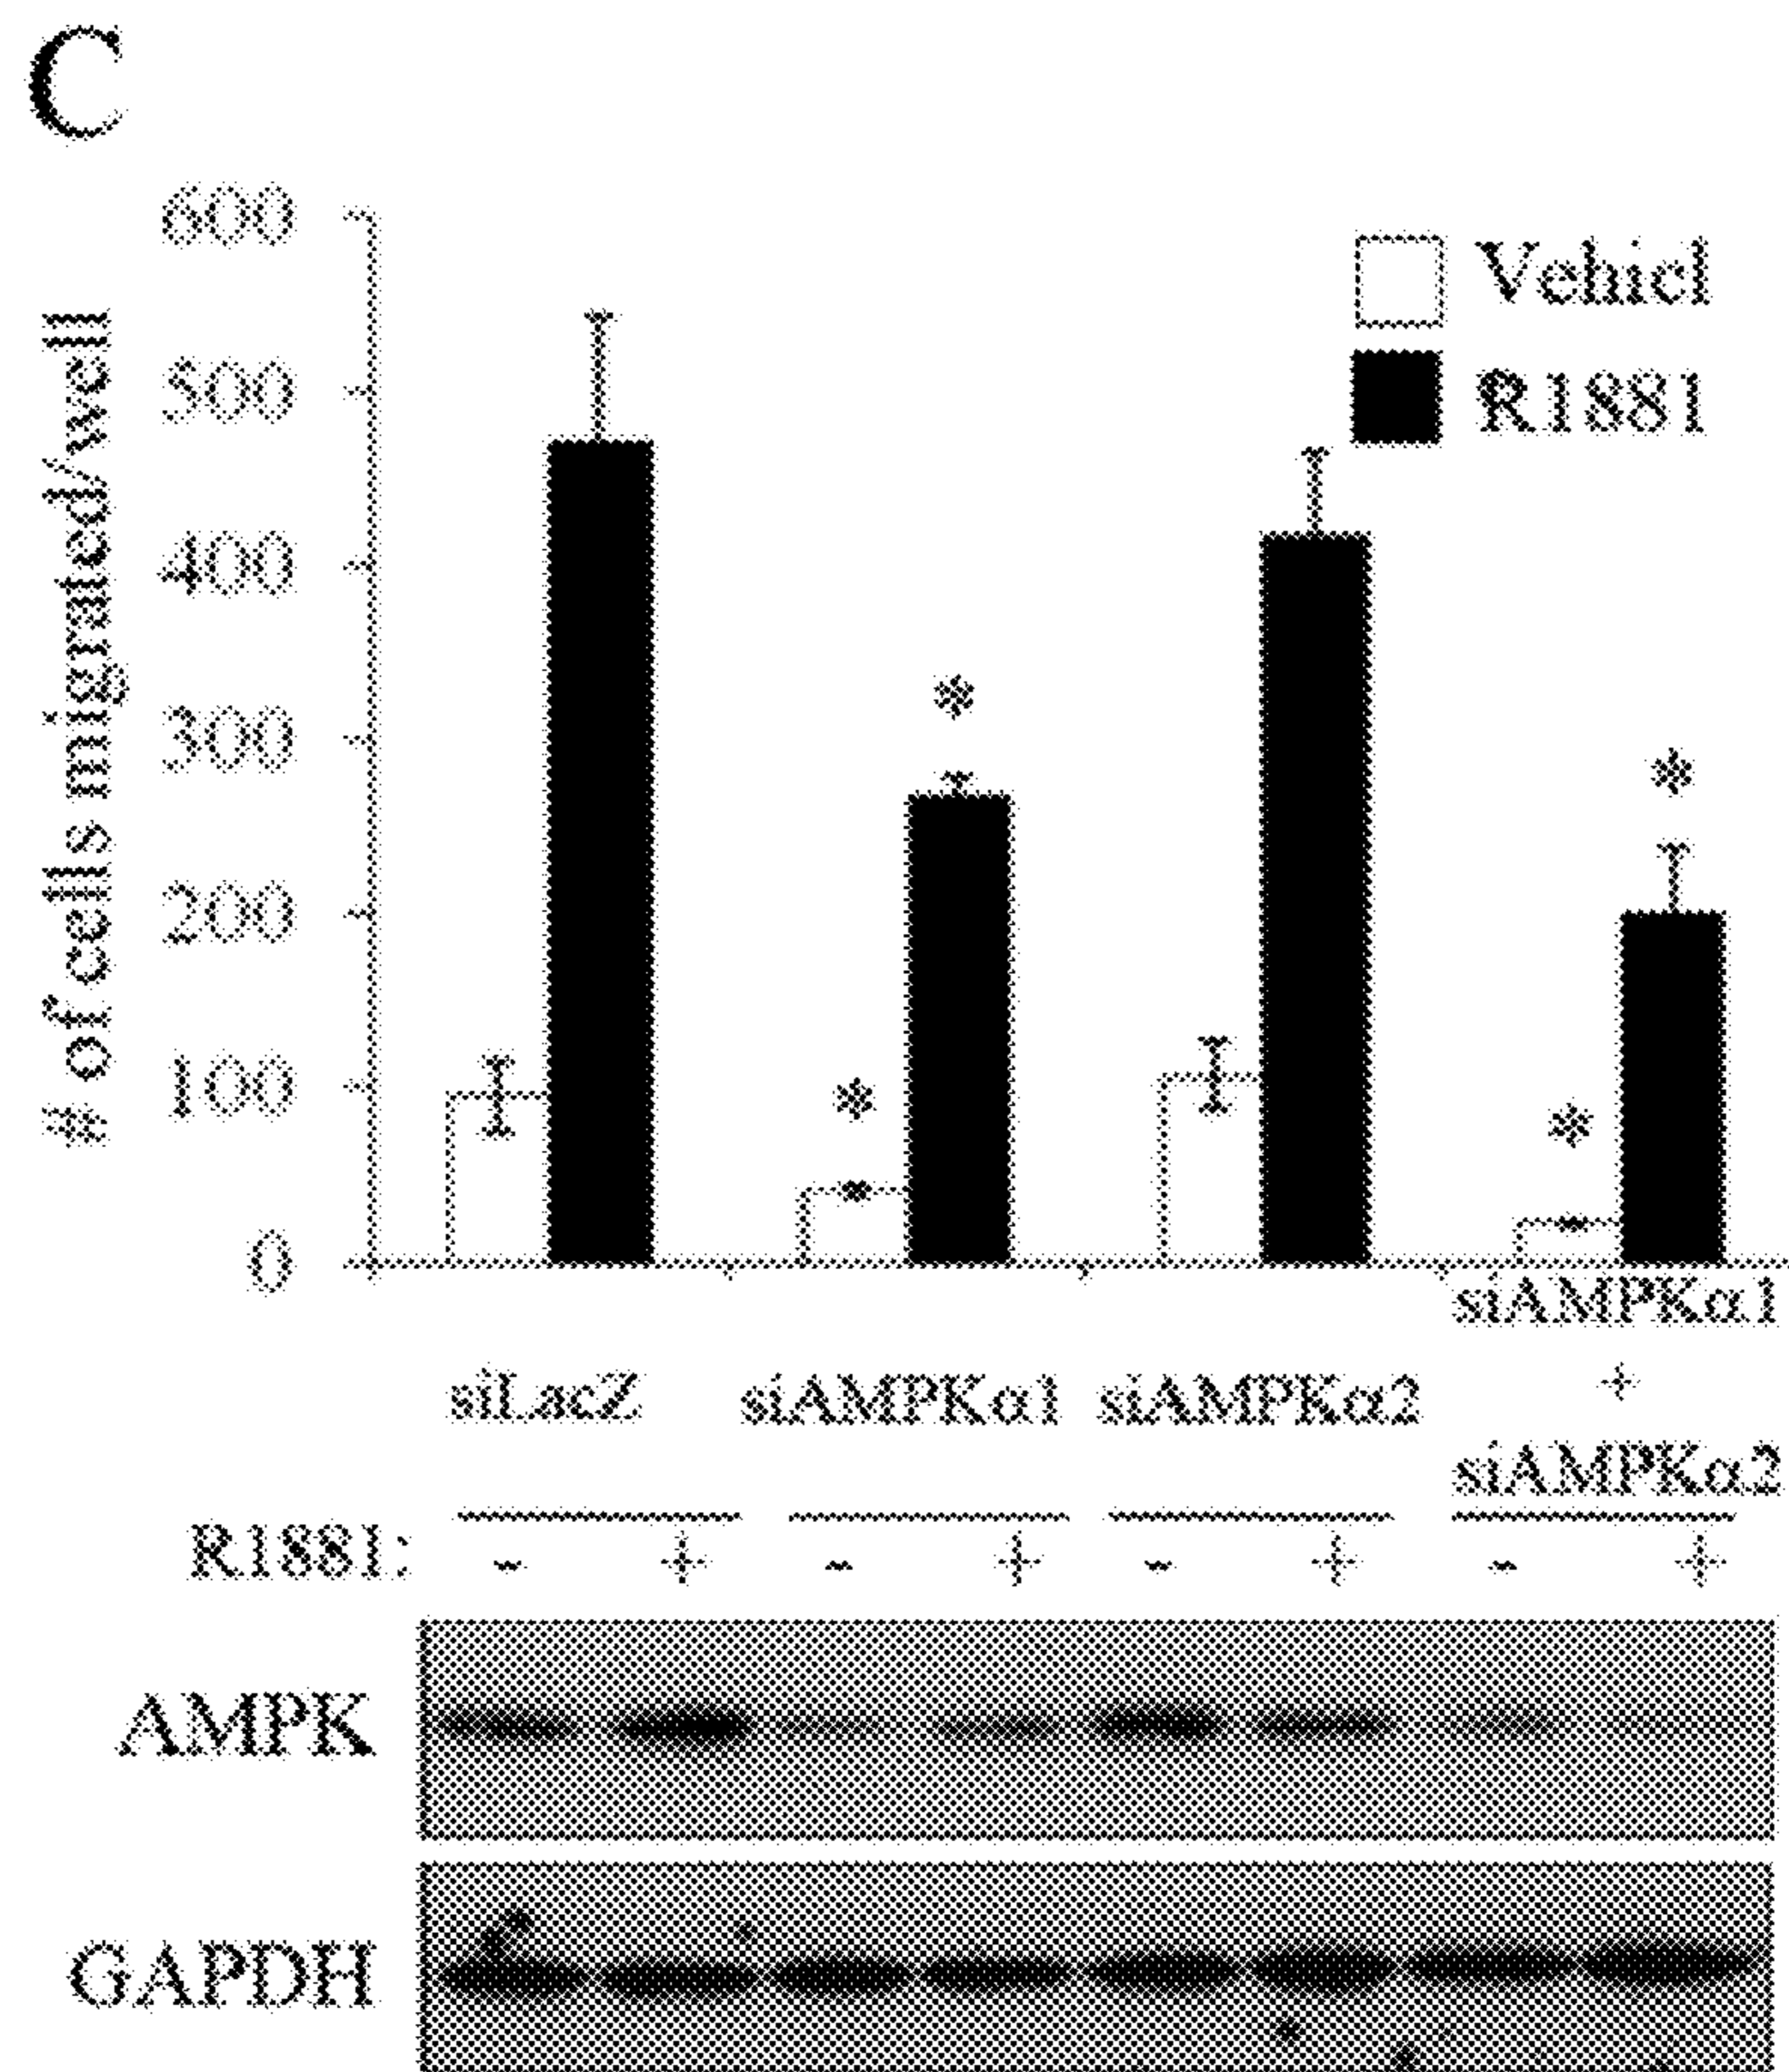 C
# of cells migrated/well
600
500
400
300
200
100
0
Vehicl
R1881
*
*
*
*
siLacZ
siAMPKα1
siAMPKα2
siAMPKα1
+
siAMPKα2
R1881: - + - + - + - +
AMPK
GAPDH